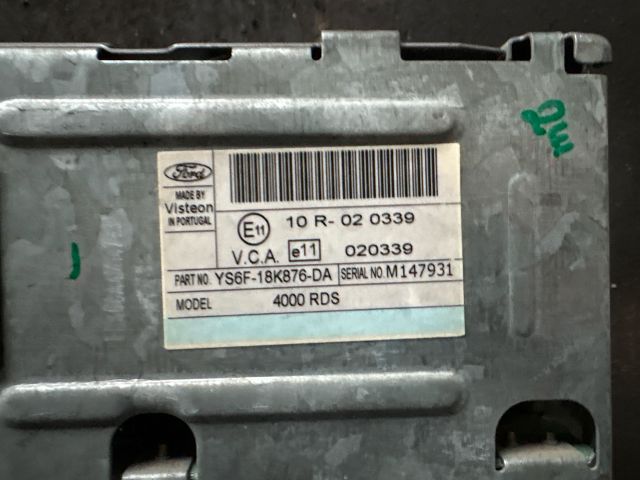 Ford
MADE BY
Visteon
IN PORTUGAL
E11 10 R- 02 0339
V.C.A. e11 020339
PART NO. YS6F-18K876-DA SERIAL NO. M147931
MODEL 4000 RDS